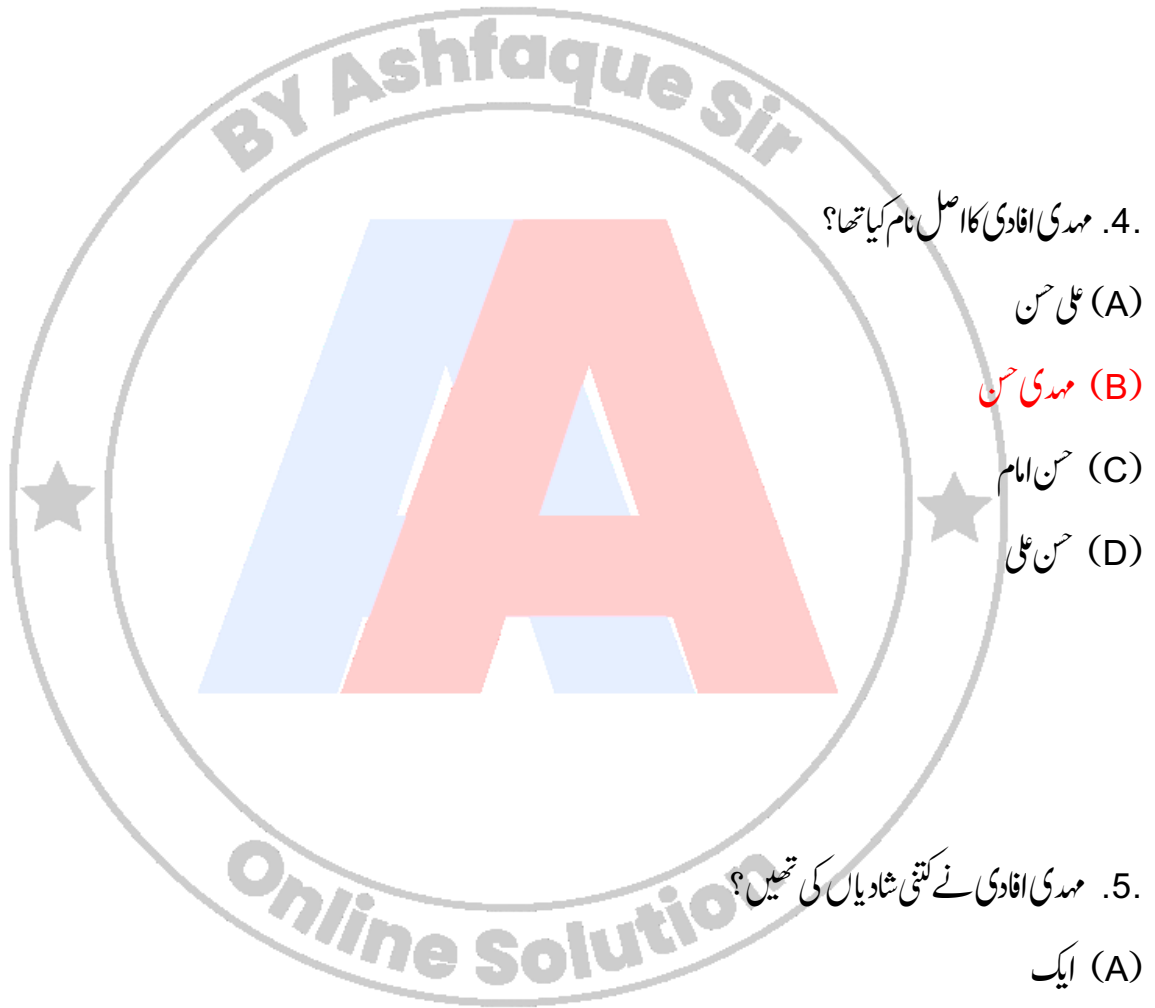 BY Ashfaque Sir
.4. مہدی افادی کا اصل نام کیا تھا؟
(A) علی حسن
(B) مہدی حسن
(C) حسن امام
(D) حسن علی
.5. مہدی افادی نے کتنی شادیاں کی تھیں؟
(A) ایک
Online Solution